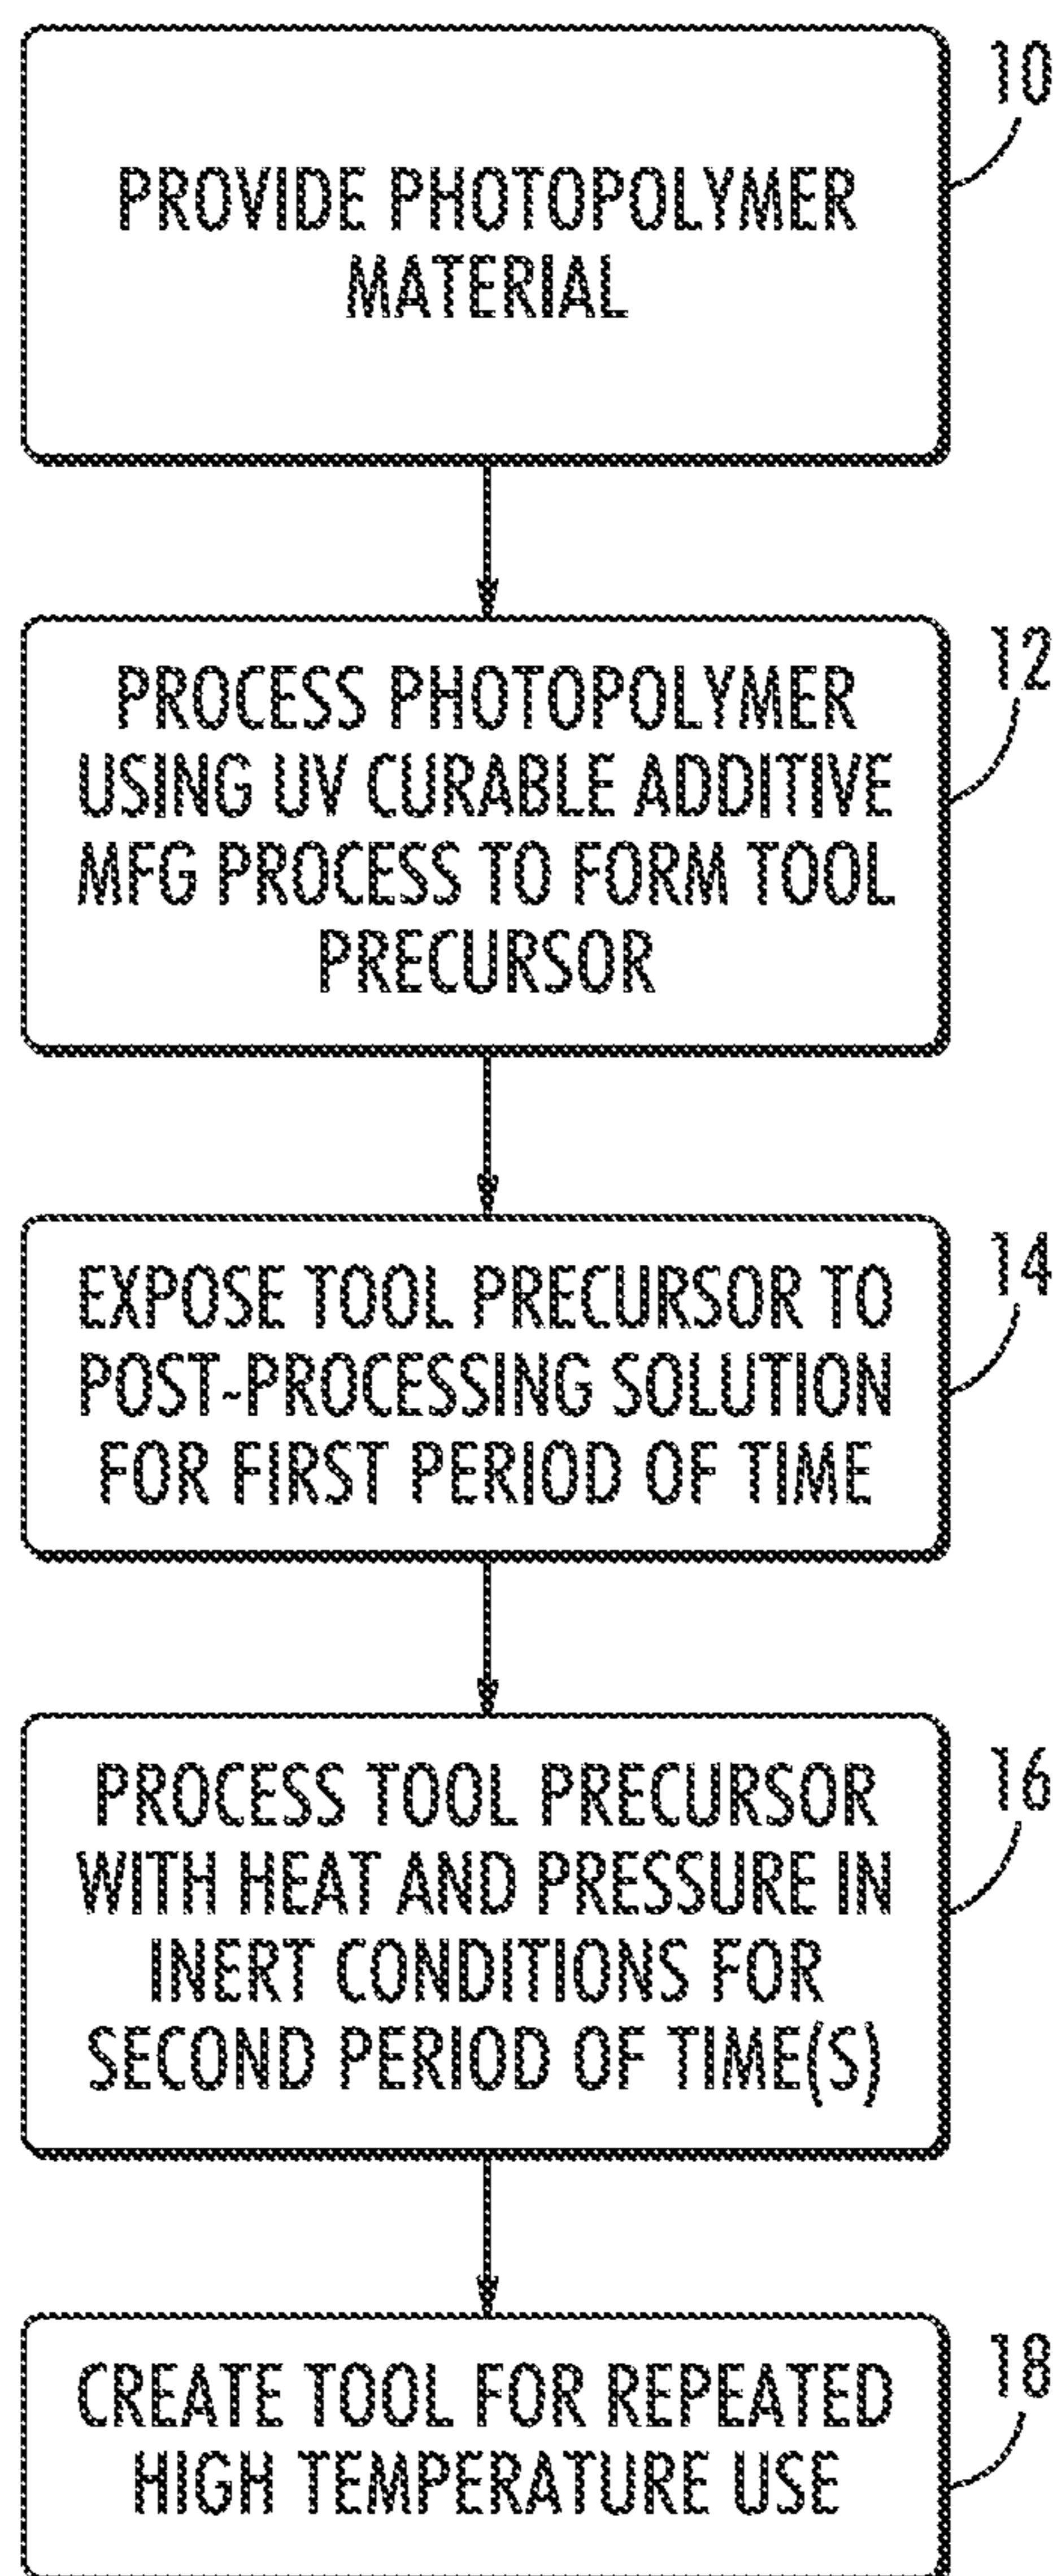 10
PROVIDE PHOTOPOLYMER
MATERIAL
12
PROCESS PHOTOPOLYMER
USING UV CURABLE ADDITIVE
MFG PROCESS TO FORM TOOL
PRECURSOR
14
EXPOSE TOOL PRECURSOR TO
POST-PROCESSING SOLUTION
FOR FIRST PERIOD OF TIME
16
PROCESS TOOL PRECURSOR
WITH HEAT AND PRESSURE IN
INERT CONDITIONS FOR
SECOND PERIOD OF TIME(S)
18
CREATE TOOL FOR REPEATED
HIGH TEMPERATURE USE